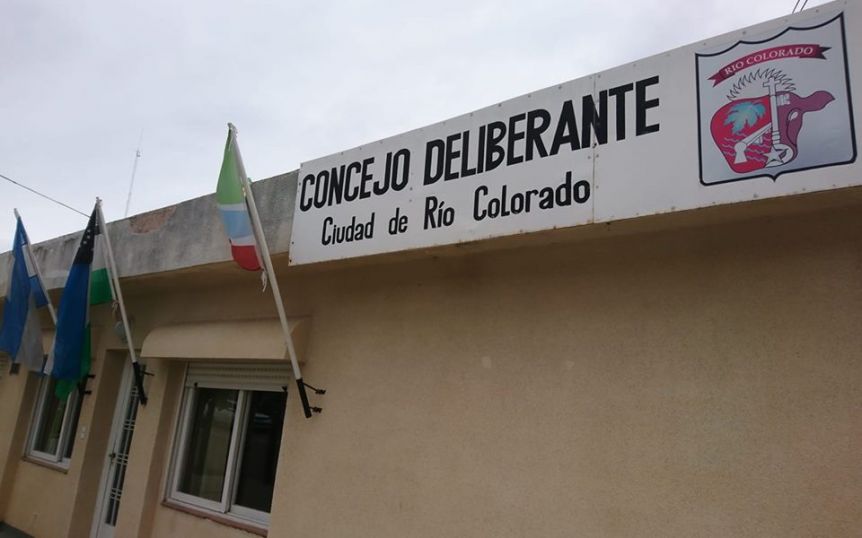 CONCEJO DELIBERANTE
Ciudad de Río Colorado
RIO COLORADO